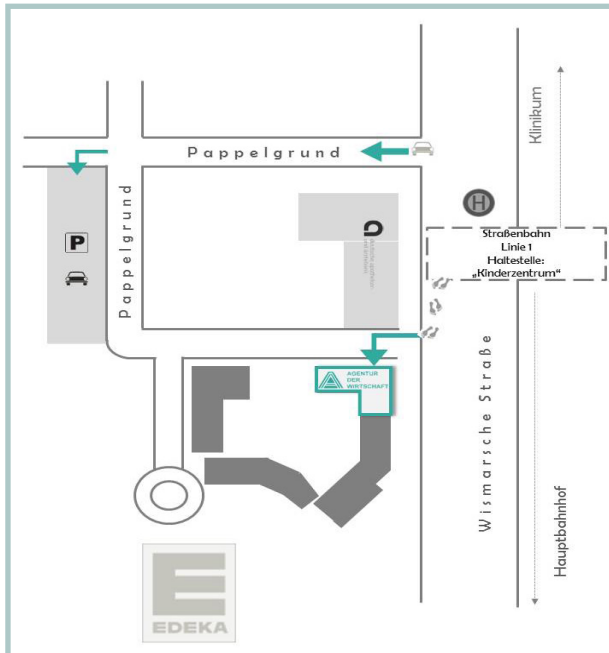 Klinikum
Pappelgrund
H
Straßenbahn
Linie 1
Haltestelle:
„Kinderzentrum“
P
Pappelgrund
AGENTUR
DER
WIRTSCHAFT
Wismarsche Straße
Hauptbahnhof
E
EDEKA